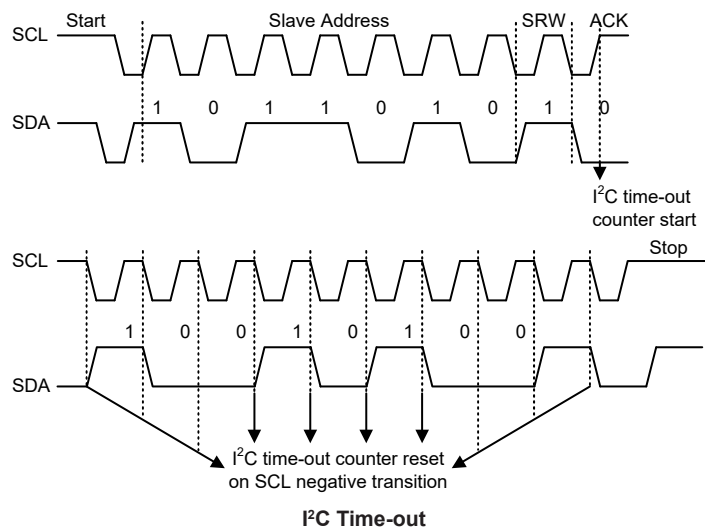 Start Slave Address SRW ACK
SCL
1 0 1 1 0 1 0 1 0
SDA
I²C time-out
counter start
Stop
SCL
1 0 0 1 0 1 0 0
SDA
I²C time-out counter reset
on SCL negative transition
I²C Time-out